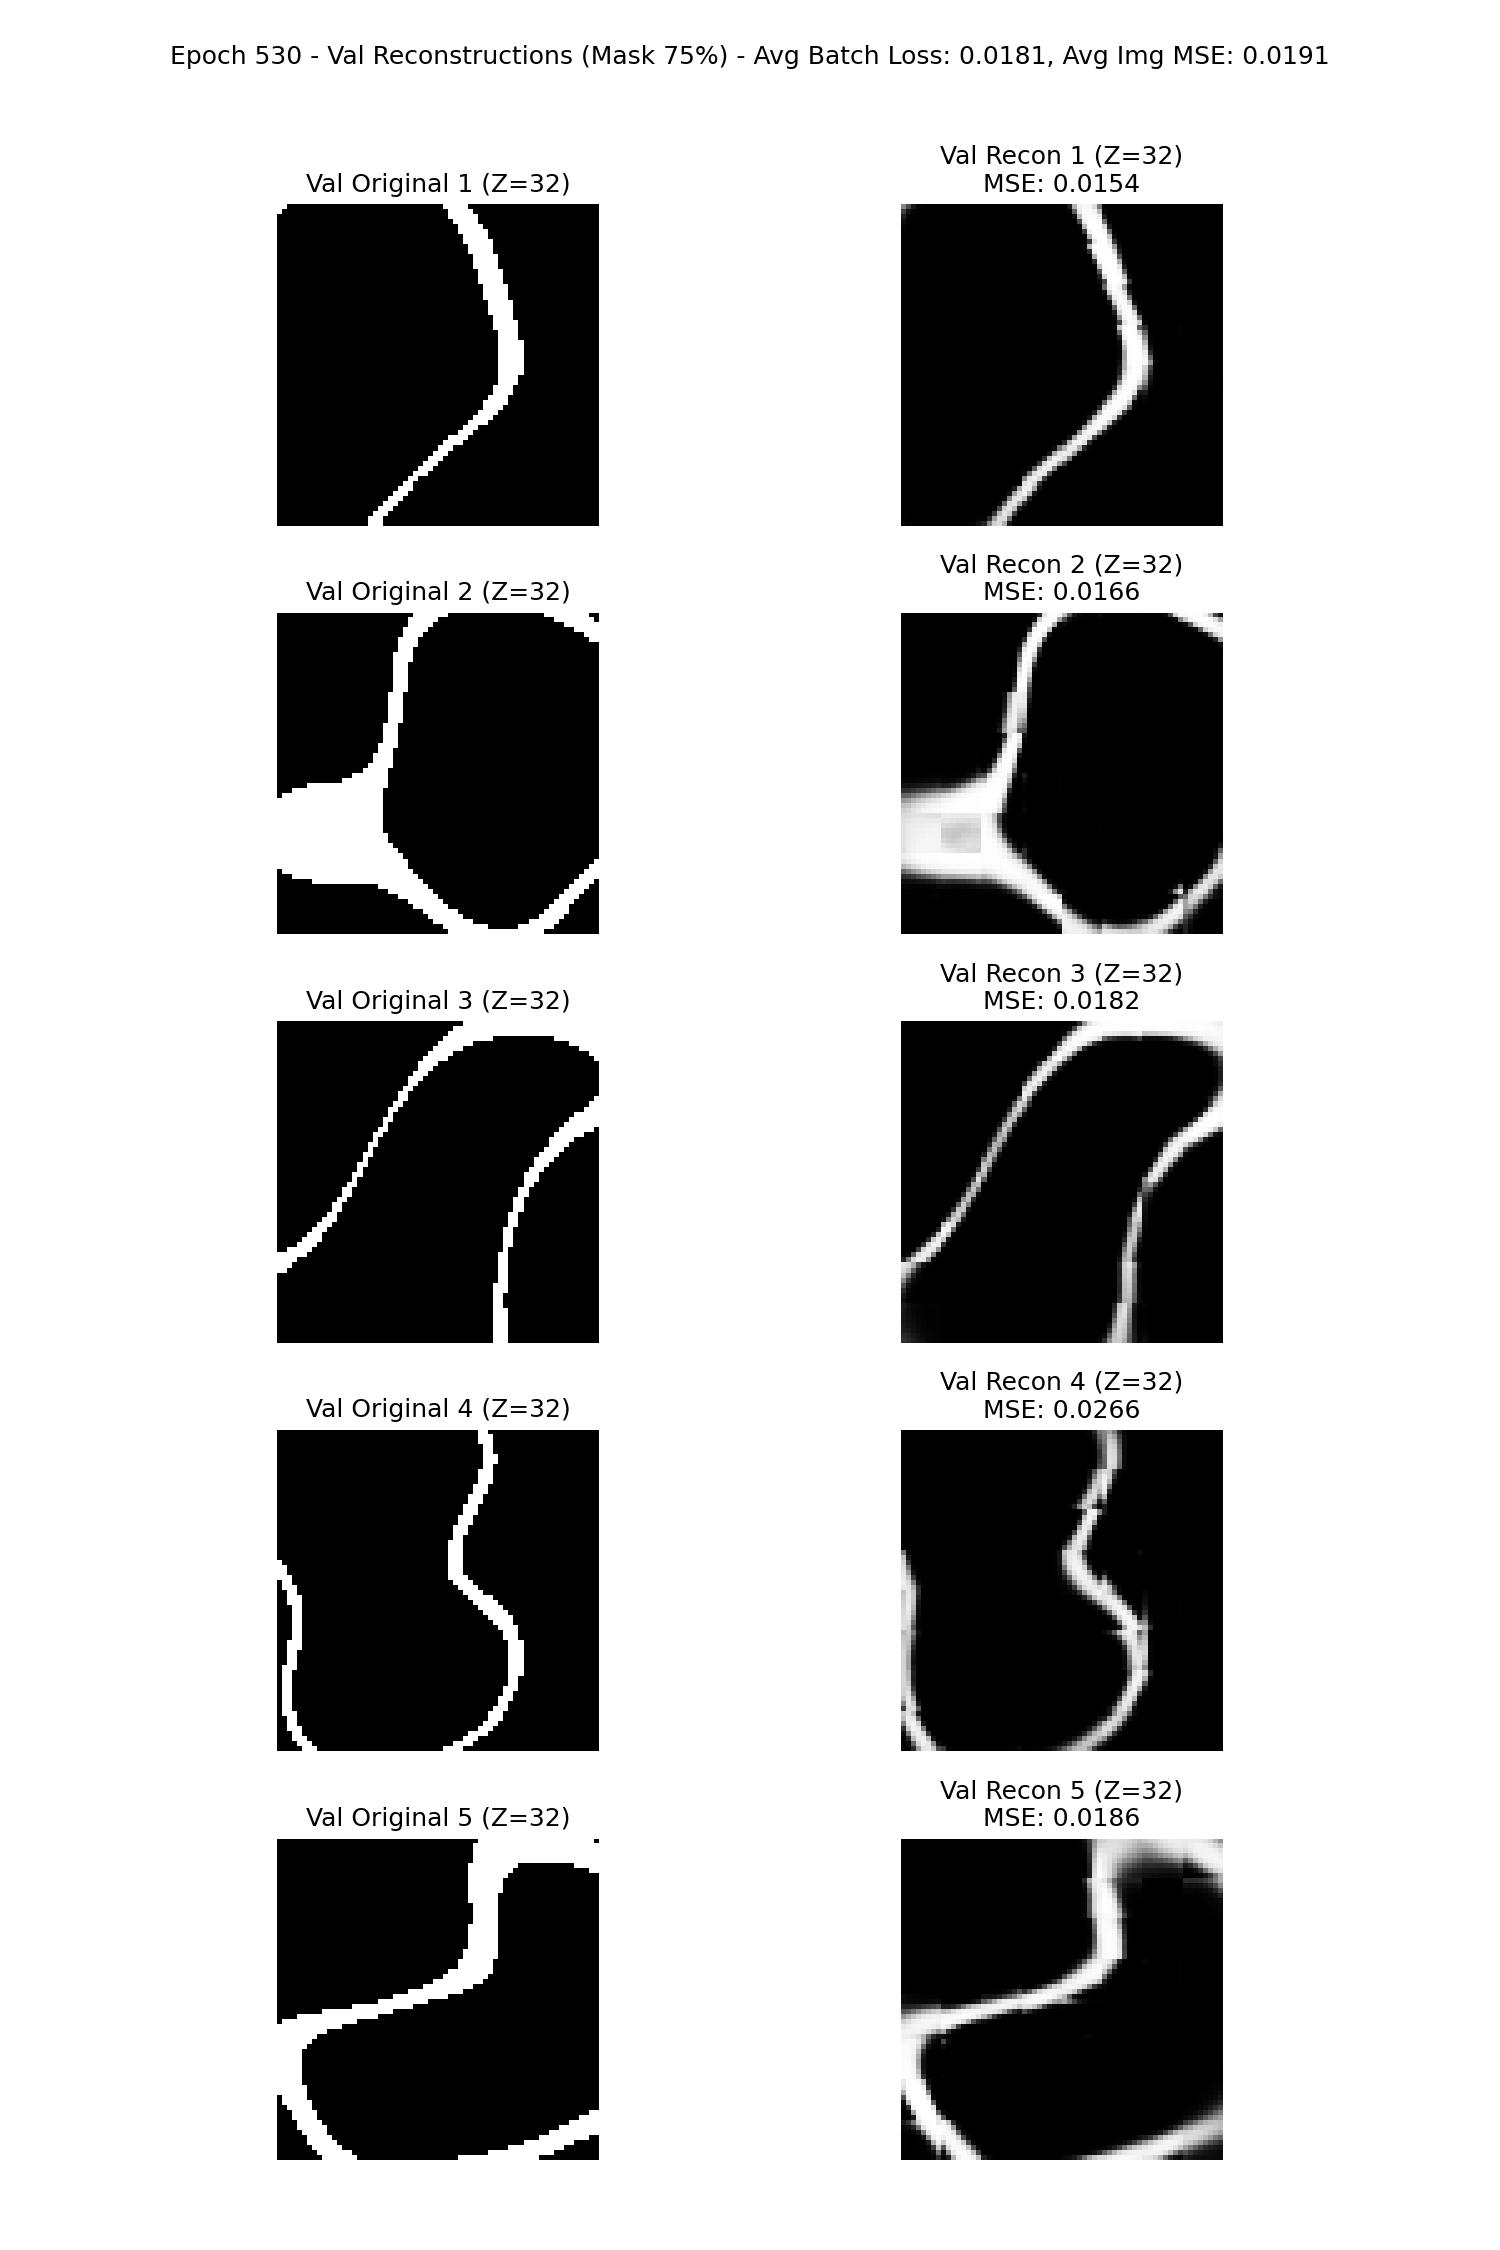 Epoch 530 - Val Reconstructions (Mask 75%) - Avg Batch Loss: 0.0181, Avg Img MSE: 0.0191
Val Original 1 (Z=32)
Val Recon 1 (Z=32)
MSE: 0.0154
Val Original 2 (Z=32)
Val Recon 2 (Z=32)
MSE: 0.0166
Val Original 3 (Z=32)
Val Recon 3 (Z=32)
MSE: 0.0182
Val Original 4 (Z=32)
Val Recon 4 (Z=32)
MSE: 0.0266
Val Original 5 (Z=32)
Val Recon 5 (Z=32)
MSE: 0.0186